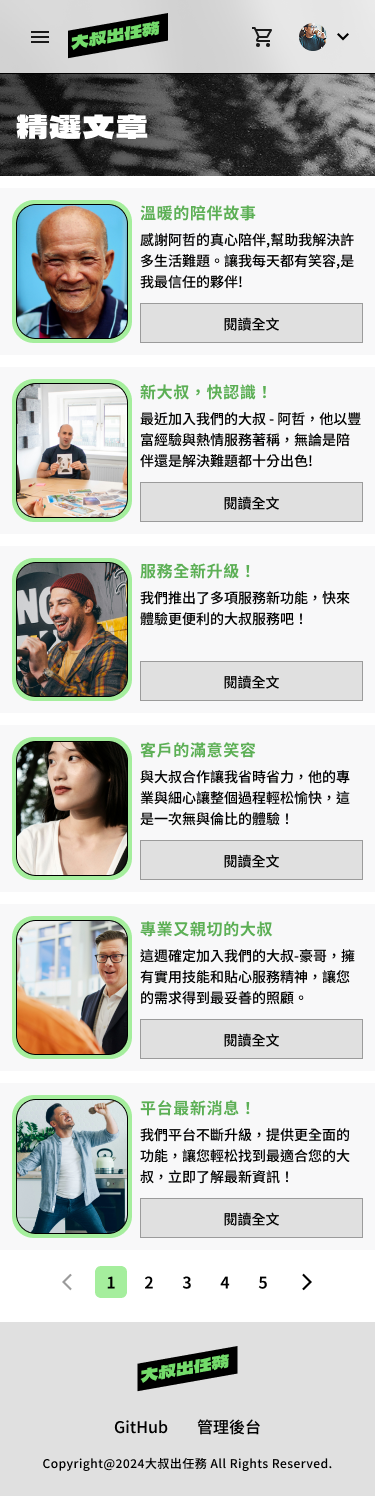 大叔出任務
精選文章
溫暖的陪伴故事
感謝阿哲的真心陪伴,幫助我解決許
多生活難題。讓我每天都有笑容,是
我最信任的夥伴!
閱讀全文
新大叔，快認識！
最近加入我們的大叔 - 阿哲，他以豐
富經驗與熱情服務著稱，無論是陪
伴還是解決難題都十分出色!
閱讀全文
服務全新升級！
我們推出了多項服務新功能，快來
體驗更便利的大叔服務吧！
閱讀全文
客戶的滿意笑容
與大叔合作讓我省時省力，他的專
業與細心讓整個過程輕松愉快，這
是一次無與倫比的體驗！
閱讀全文
專業又親切的大叔
這週確定加入我們的大叔-豪哥，擁
有實用技能和貼心服務精神，讓您
的需求得到最妥善的照顧。
閱讀全文
平台最新消息！
我們平台不斷升級，提供更全面的
功能，讓您輕松找到最適合您的大
叔，立即了解最新資訊！
閱讀全文
1 2 3 4 5
大叔出任務
GitHub 管理後台
Copyright@2024大叔出任務 All Rights Reserved.